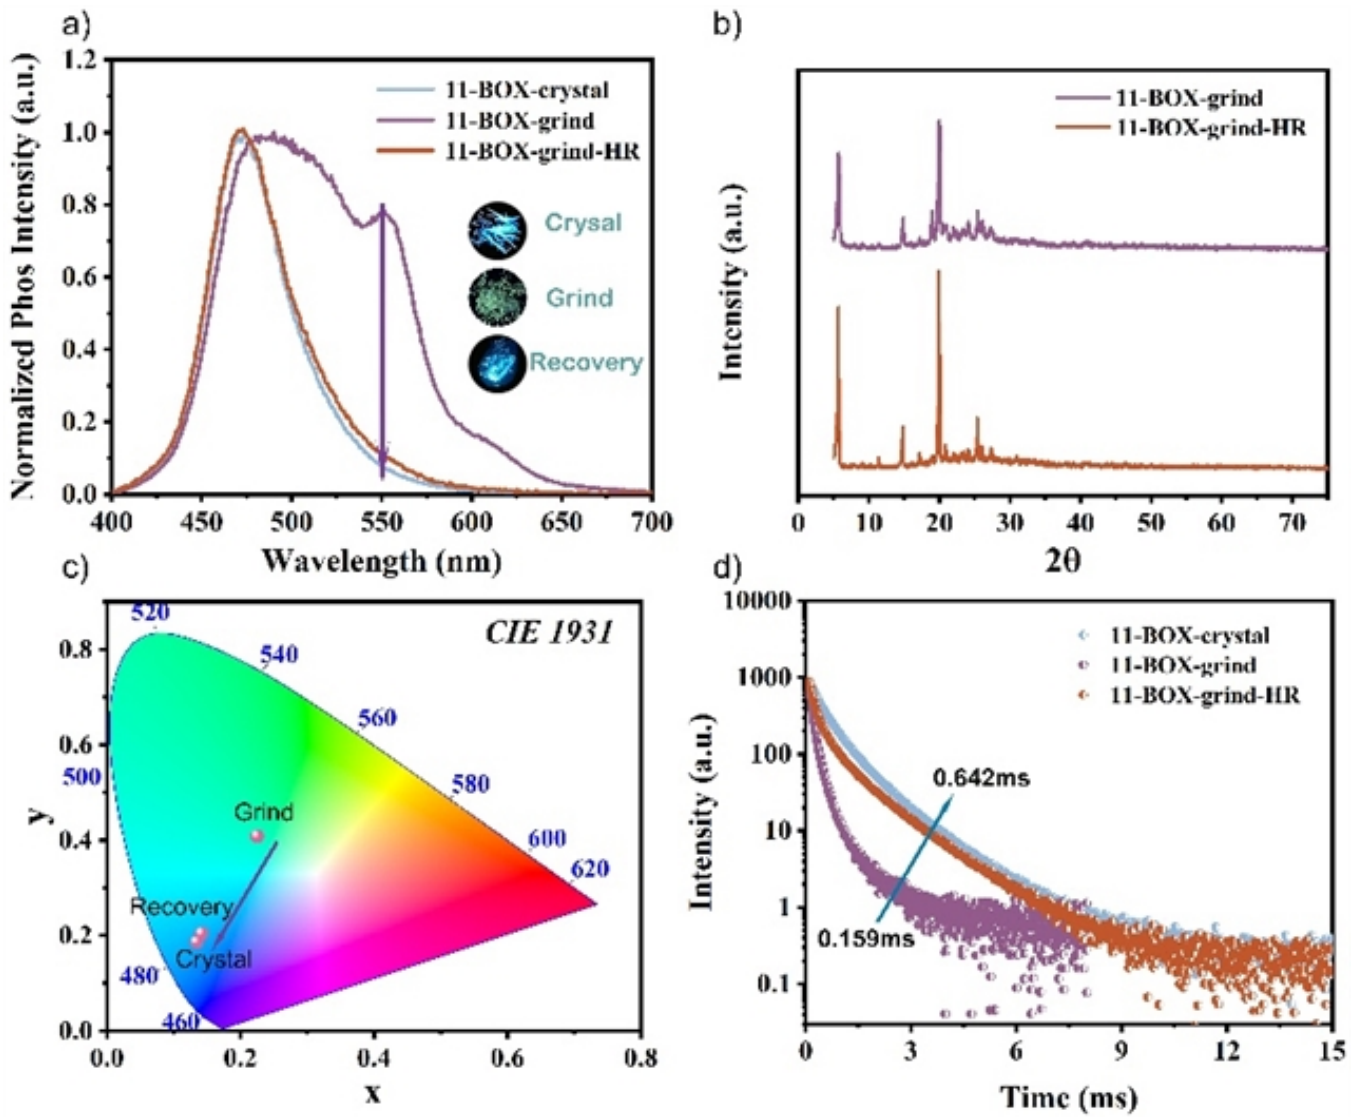 a)
Normalized Phos Intensity (a.u.)
1.2
1.0
0.8
0.6
0.4
0.2
0.0
11-BOX-crystal
11-BOX-grind
11-BOX-grind-HR
Crysal
Grind
Recovery
400 450 500 550 600 650 700
Wavelength (nm)
b)
Intensity (a.u.)
11-BOX-grind
11-BOX-grind-HR
0 10 20 30 40 50 60 70
2θ
c)
y
0.8
0.6
0.4
0.2
0.0
CIE 1931
520
540
560
580
600
620
500
480
460
Grind
Recovery
Crystal
0.0 0.2 0.4 0.6 0.8
x
d)
Intensity (a.u.)
10000
1000
100
10
1
0.1
11-BOX-crystal
11-BOX-grind
11-BOX-grind-HR
0.642ms
0.159ms
0 3 6 9 12 15
Time (ms)